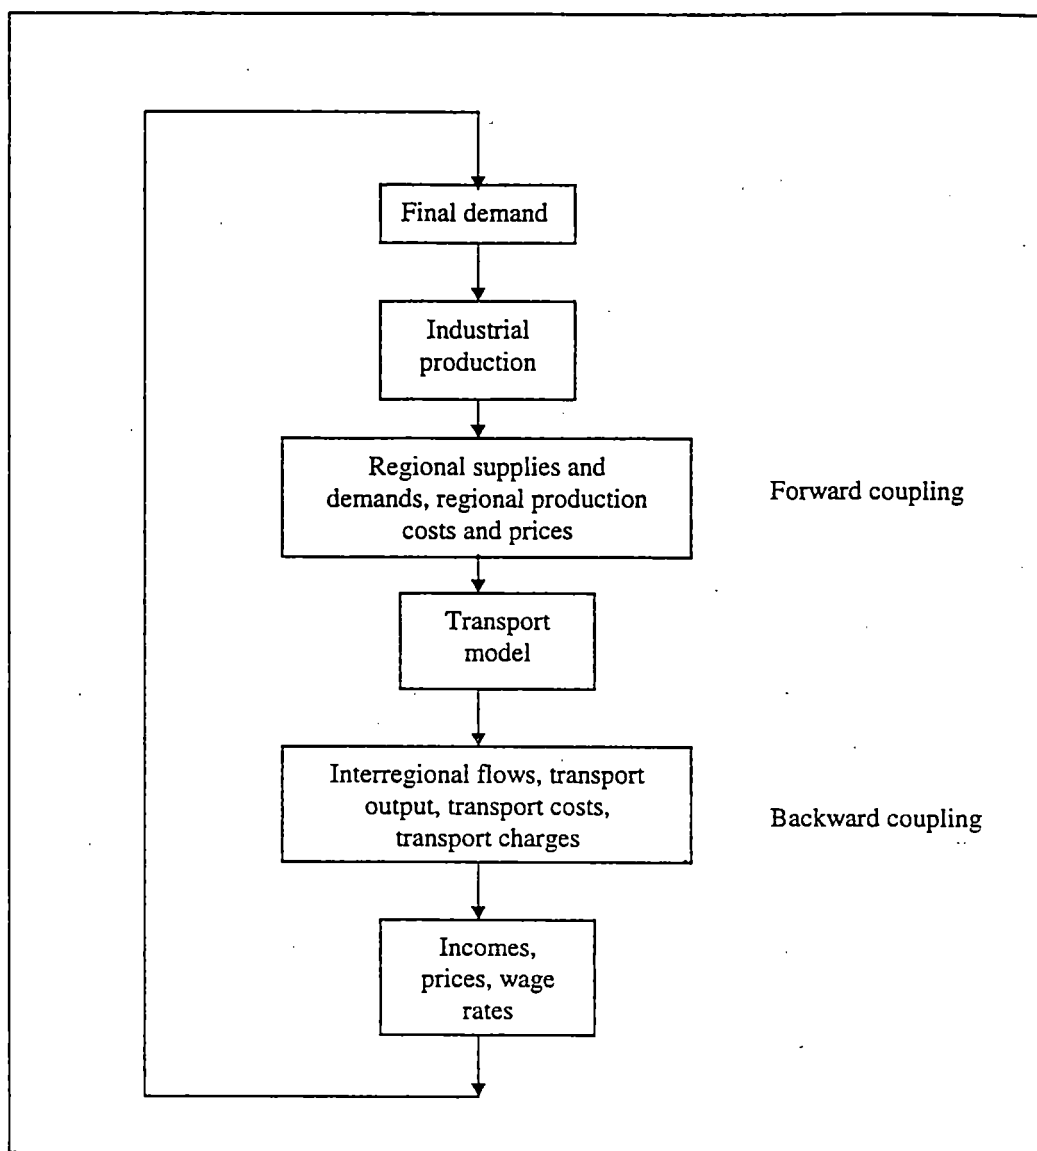 Final demand
Industrial
production
Regional supplies and
demands, regional production
costs and prices
Forward coupling
Transport
model
Interregional flows, transport
output, transport costs,
transport charges
Backward coupling
Incomes,
prices, wage
rates